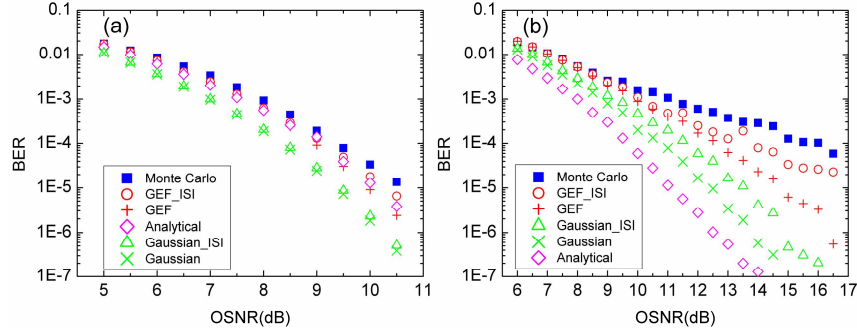 (a)
BER
0.1
0.01
1E-3
1E-4
1E-5
1E-6
1E-7
Monte Carlo
GEF_ISI
GEF
Analytical
Gaussian_ISI
Gaussian
5 6 7 8 9 10 11
OSNR(dB)
(b)
BER
0.1
0.01
1E-3
1E-4
1E-5
1E-6
1E-7
Monte Carlo
GEF_ISI
GEF
Gaussian_ISI
Gaussian
Analytical
6 7 8 9 10 11 12 13 14 15 16 17
OSNR(dB)